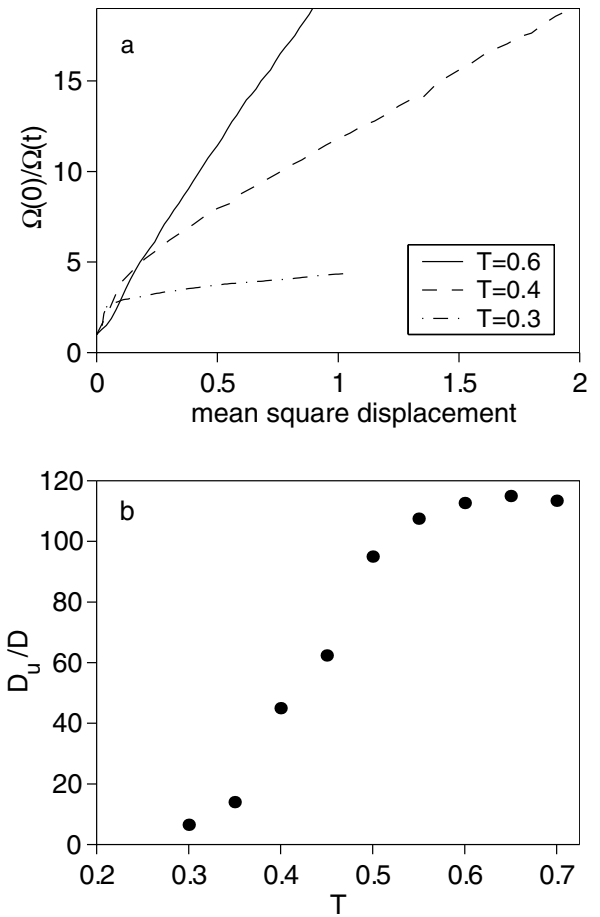 a
15
10
5
0
Ω(0)/Ω(t)
T=0.6
T=0.4
T=0.3
0 0.5 1 1.5 2
mean square displacement
b
120
100
80
60
40
20
0
D_u/D
0.2 0.3 0.4 0.5 0.6 0.7
T